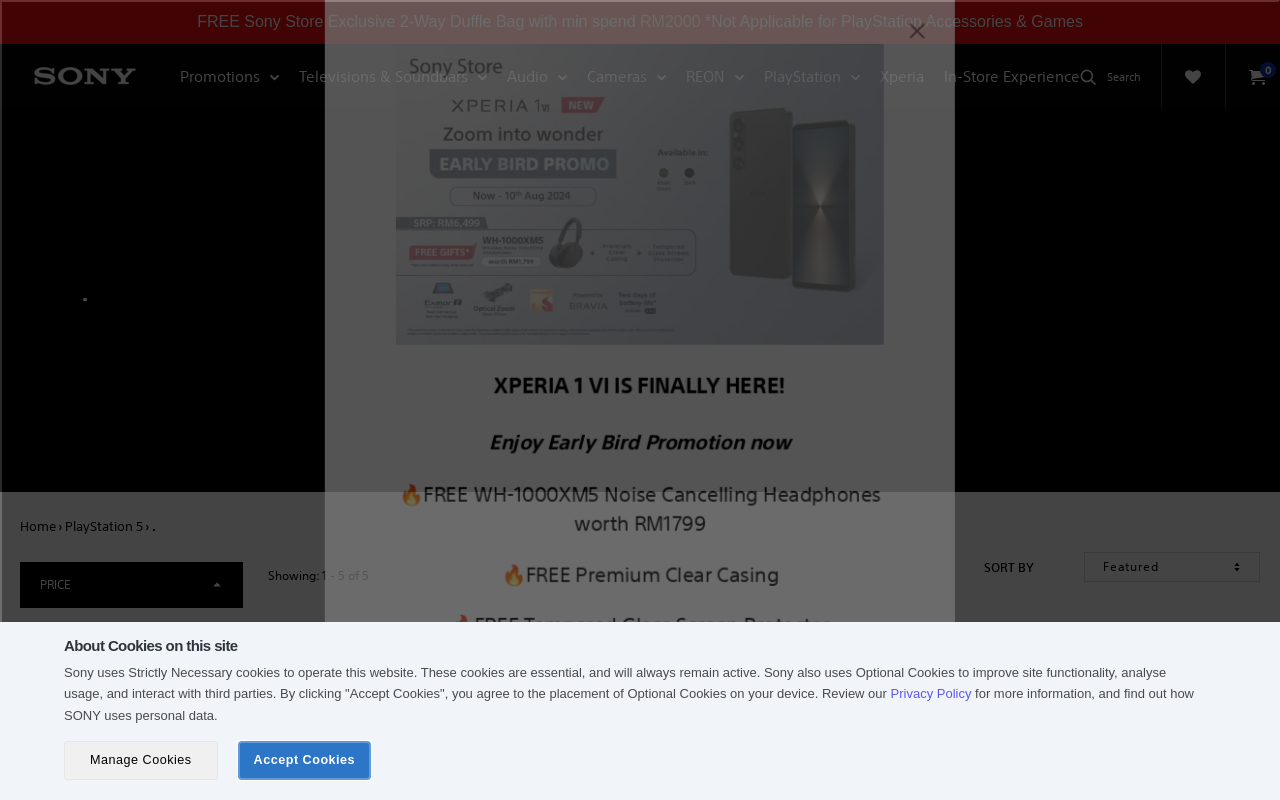 FREE Sony Store Exclusive 2-Way Duffle Bag with min spend RM2000 *Not Applicable for PlayStation Accessories & Games
SONY
Promotions
Televisions & Soundbars
Audio
Cameras
REON
PlayStation
Xperia
In-Store Experience
Search
0
Sony Store
XPERIA 1 VI NEW
Zoom into wonder
EARLY BIRD PROMO
Now - 10th Aug 2024
Available in:
SRP: RM6,499
FREE GIFTS*
WH-1000XM5
worth RM1,799
Optical Zoom
BRAVIA
Two days of
XPERIA 1 VI IS FINALLY HERE!
Enjoy Early Bird Promotion now
🔥FREE WH-1000XM5 Noise Cancelling Headphones
worth RM1799
🔥FREE Premium Clear Casing
🔥FREE Tempered Glass Screen Protector
Home › PlayStation 5 › .
PRICE
Showing: 1 - 5 of 5
SORT BY
Featured
About Cookies on this site
Sony uses Strictly Necessary cookies to operate this website. These cookies are essential, and will always remain active. Sony also uses Optional Cookies to improve site functionality, analyse
usage, and interact with third parties. By clicking "Accept Cookies", you agree to the placement of Optional Cookies on your device. Review our Privacy Policy for more information, and find out how
SONY uses personal data.
Manage Cookies
Accept Cookies